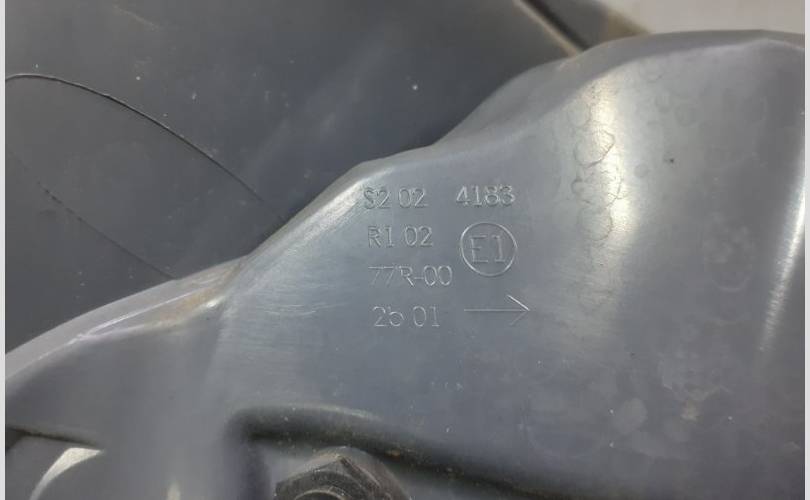 S2 02 4183
R1 02 E1
77R-00
2b 01 →